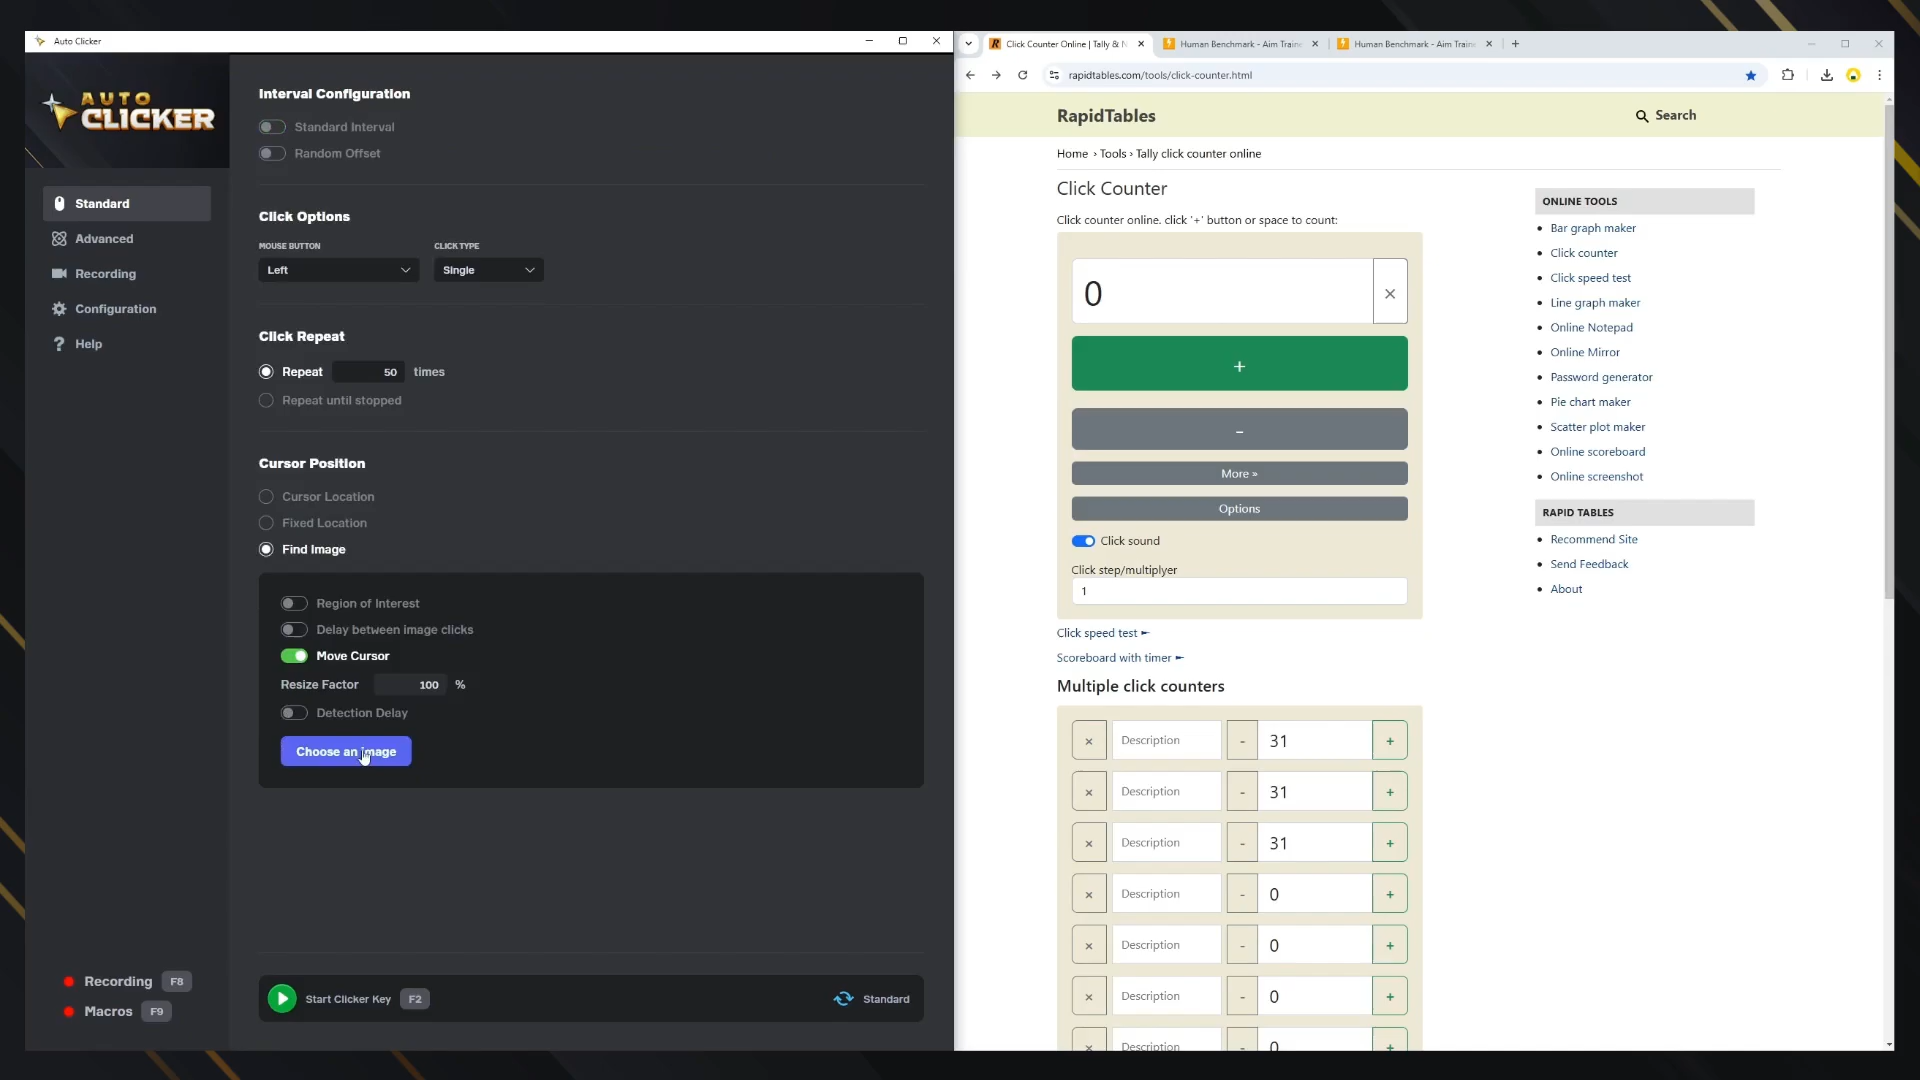 Auto Clicker
AUTO
CLICKER
Standard
Advanced
Recording
Configuration
? Help
Recording F8
Macros F9
Interval Configuration
Standard Interval
Random Offset
Click Options
MOUSE BUTTON CLICK TYPE
Left Single
Click Repeat
Repeat 50 times
Repeat until stopped
Cursor Position
Cursor Location
Fixed Location
Find Image
Region of Interest
Delay between image clicks
Move Cursor
Resize Factor 100 %
Detection Delay
Choose an image
Start Clicker Key F2 Standard
Click Counter Online | Tally & N
Human Benchmark - Aim Traine
Human Benchmark - Aim Traine
rapidtables.com/tools/click-counter.html
RapidTables
Search
Home › Tools › Tally click counter online
Click Counter
Click counter online. click '+' button or space to count:
0 ×
+
-
More »
Options
Click sound
Click step/multiplyer
1
Click speed test ►
Scoreboard with timer ►
Multiple click counters
× Description - 31 +
× Description - 31 +
× Description - 31 +
× Description - 0 +
× Description - 0 +
× Description - 0 +
× Description - 0 +
ONLINE TOOLS
Bar graph maker
Click counter
Click speed test
Line graph maker
Online Notepad
Online Mirror
Password generator
Pie chart maker
Scatter plot maker
Online scoreboard
Online screenshot
RAPID TABLES
Recommend Site
Send Feedback
About